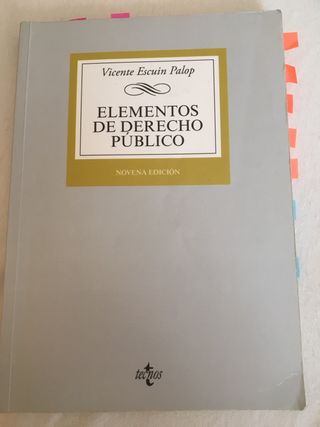 Vicente Escuin Palop
ELEMENTOS
DE DERECHO
PÚBLICO
NOVENA EDICIÓN
tecnos